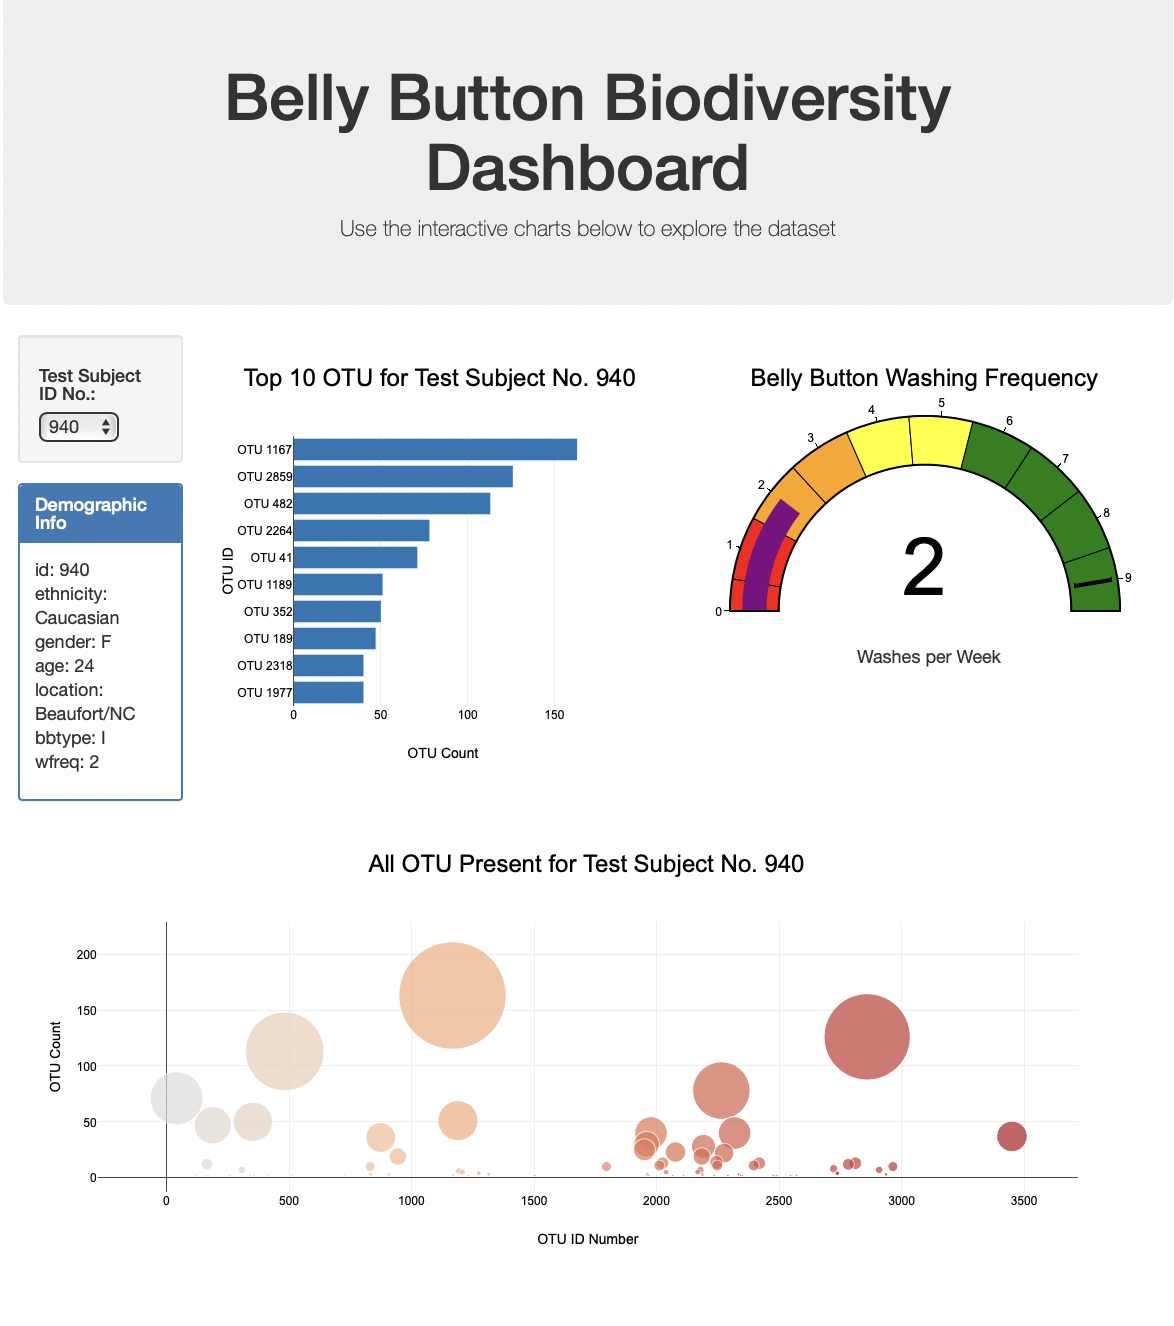 Belly Button Biodiversity
Dashboard
Use the interactive charts below to explore the dataset
Test Subject
ID No.:
940
Demographic
Info
id: 940
ethnicity:
Caucasian
gender: F
age: 24
location:
Beaufort/NC
bbtype: I
wfreq: 2
Top 10 OTU for Test Subject No. 940
OTU ID
OTU 1167
OTU 2859
OTU 482
OTU 2264
OTU 41
OTU 1189
OTU 352
OTU 189
OTU 2318
OTU 1977
0 50 100 150
OTU Count
Belly Button Washing Frequency
0
1
2
3
4
5
6
7
8
9
2
Washes per Week
All OTU Present for Test Subject No. 940
OTU Count
200
150
100
50
0
0 500 1000 1500 2000 2500 3000 3500
OTU ID Number